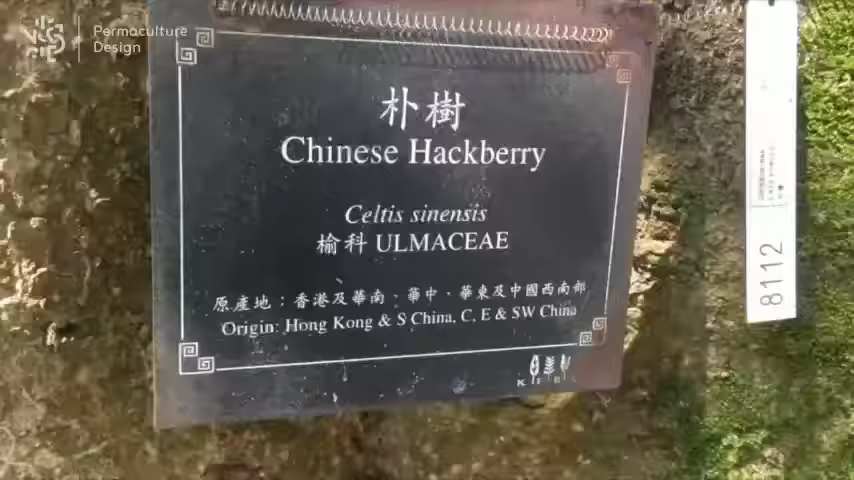 Permaculture
Design
朴樹
Chinese Hackberry
Celtis sinensis
榆科 ULMACEAE
原產地：香港及華南、華中、華東及中國西南部
Origin: Hong Kong & S China, C, E & SW China
8112